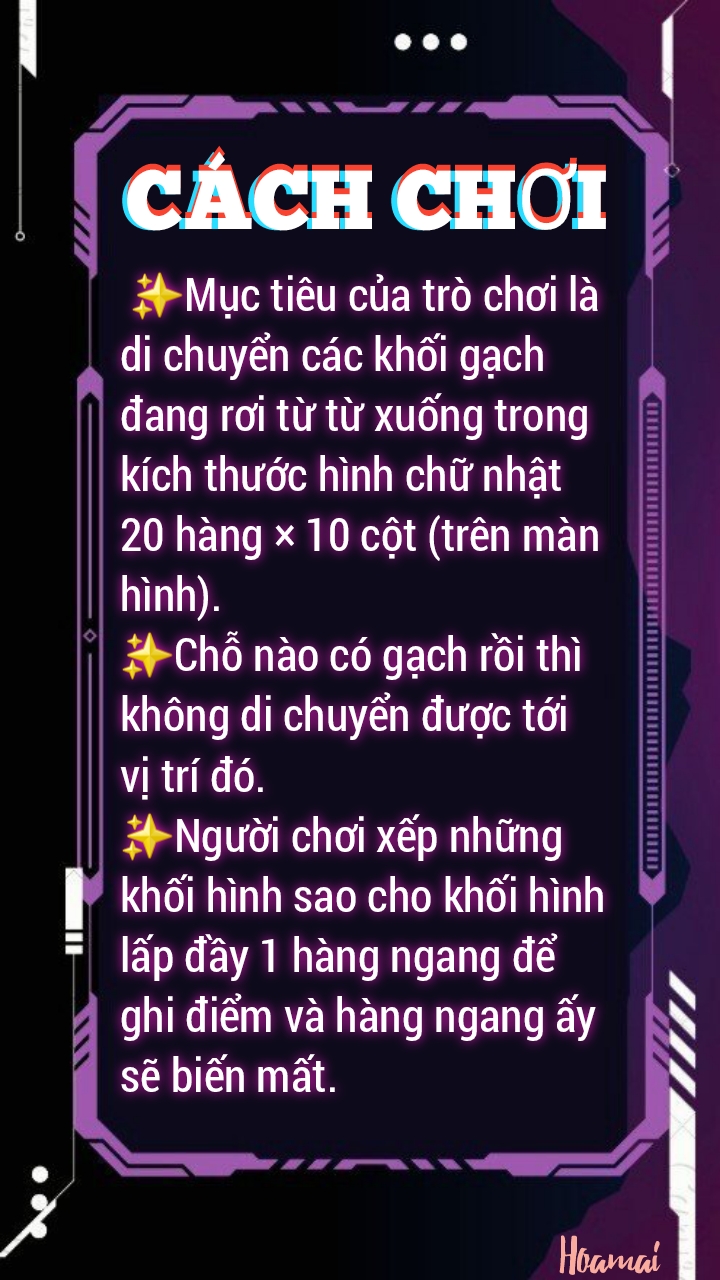 CÁCH CHƠI
✨Mục tiêu của trò chơi là
di chuyển các khối gạch
đang rơi từ từ xuống trong
kích thước hình chữ nhật
20 hàng × 10 cột (trên màn
hình).
✨Chỗ nào có gạch rồi thì
không di chuyển được tới
vị trí đó.
✨Người chơi xếp những
khối hình sao cho khối hình
lấp đầy 1 hàng ngang để
ghi điểm và hàng ngang ấy
sẽ biến mất.
Hoamai